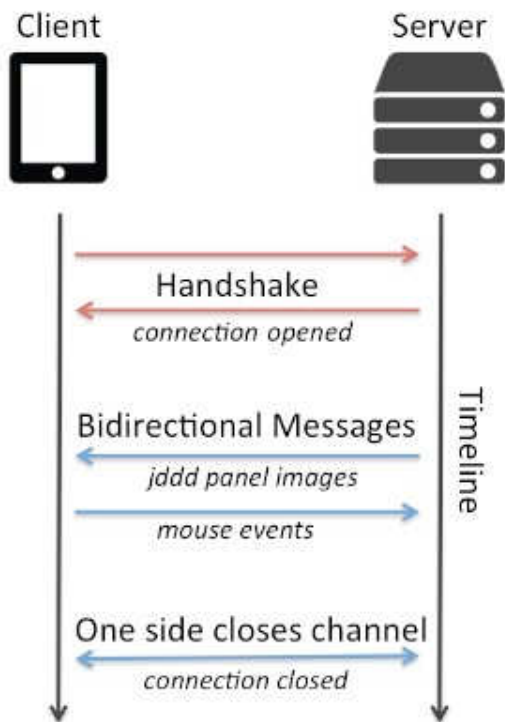 Client
Server
Handshake
connection opened
Bidirectional Messages
jddd panel images
mouse events
Timeline
One side closes channel
connection closed